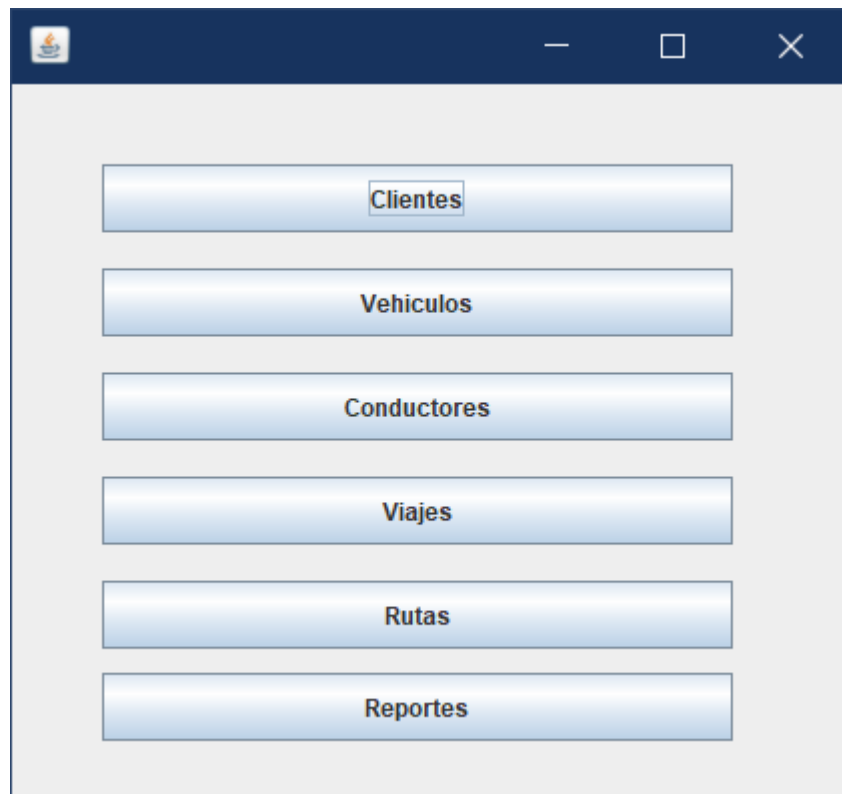 Clientes
Vehiculos
Conductores
Viajes
Rutas
Reportes